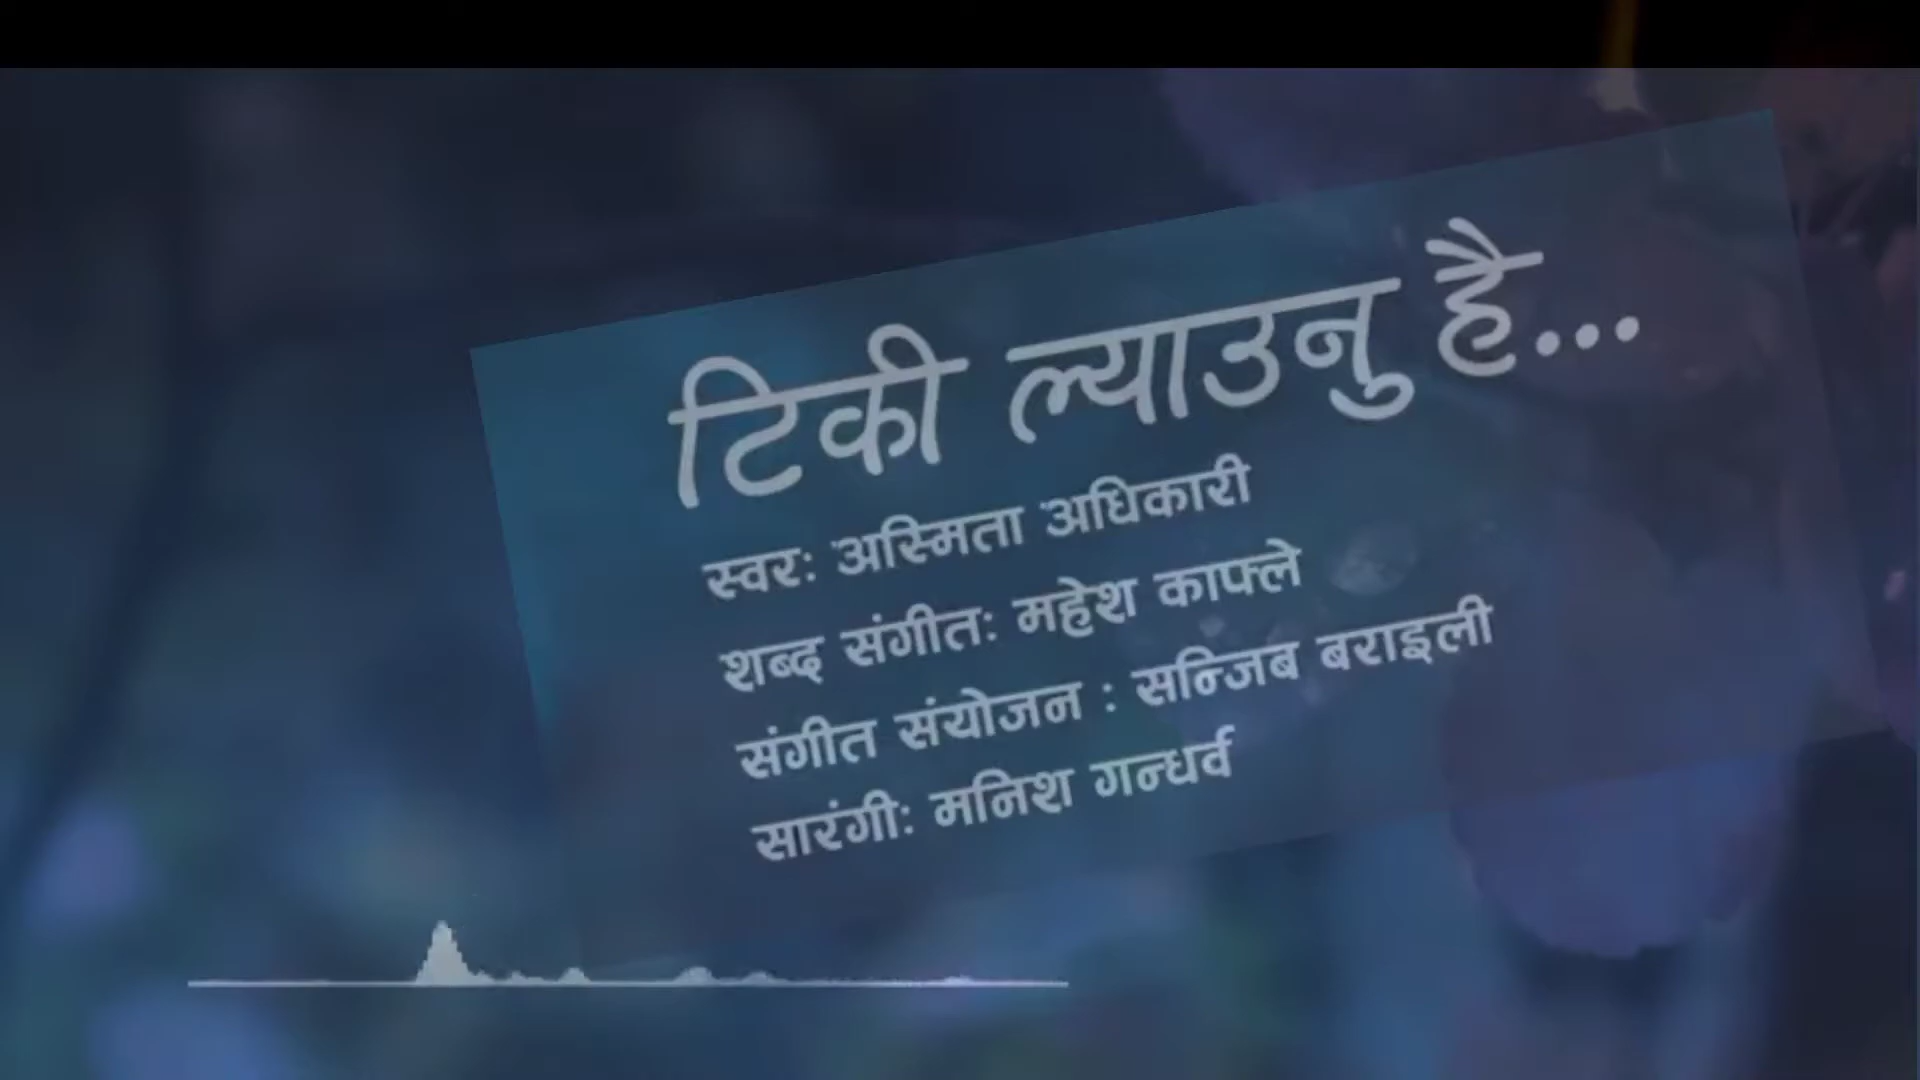 टिकी ल्याउनु है...
स्वर: अस्मिता अधिकारी
शब्द संगीत: महेश काफ्ले
संगीत संयोजन : सन्जिब बराइली
सारंगी: मनिश गन्धर्व